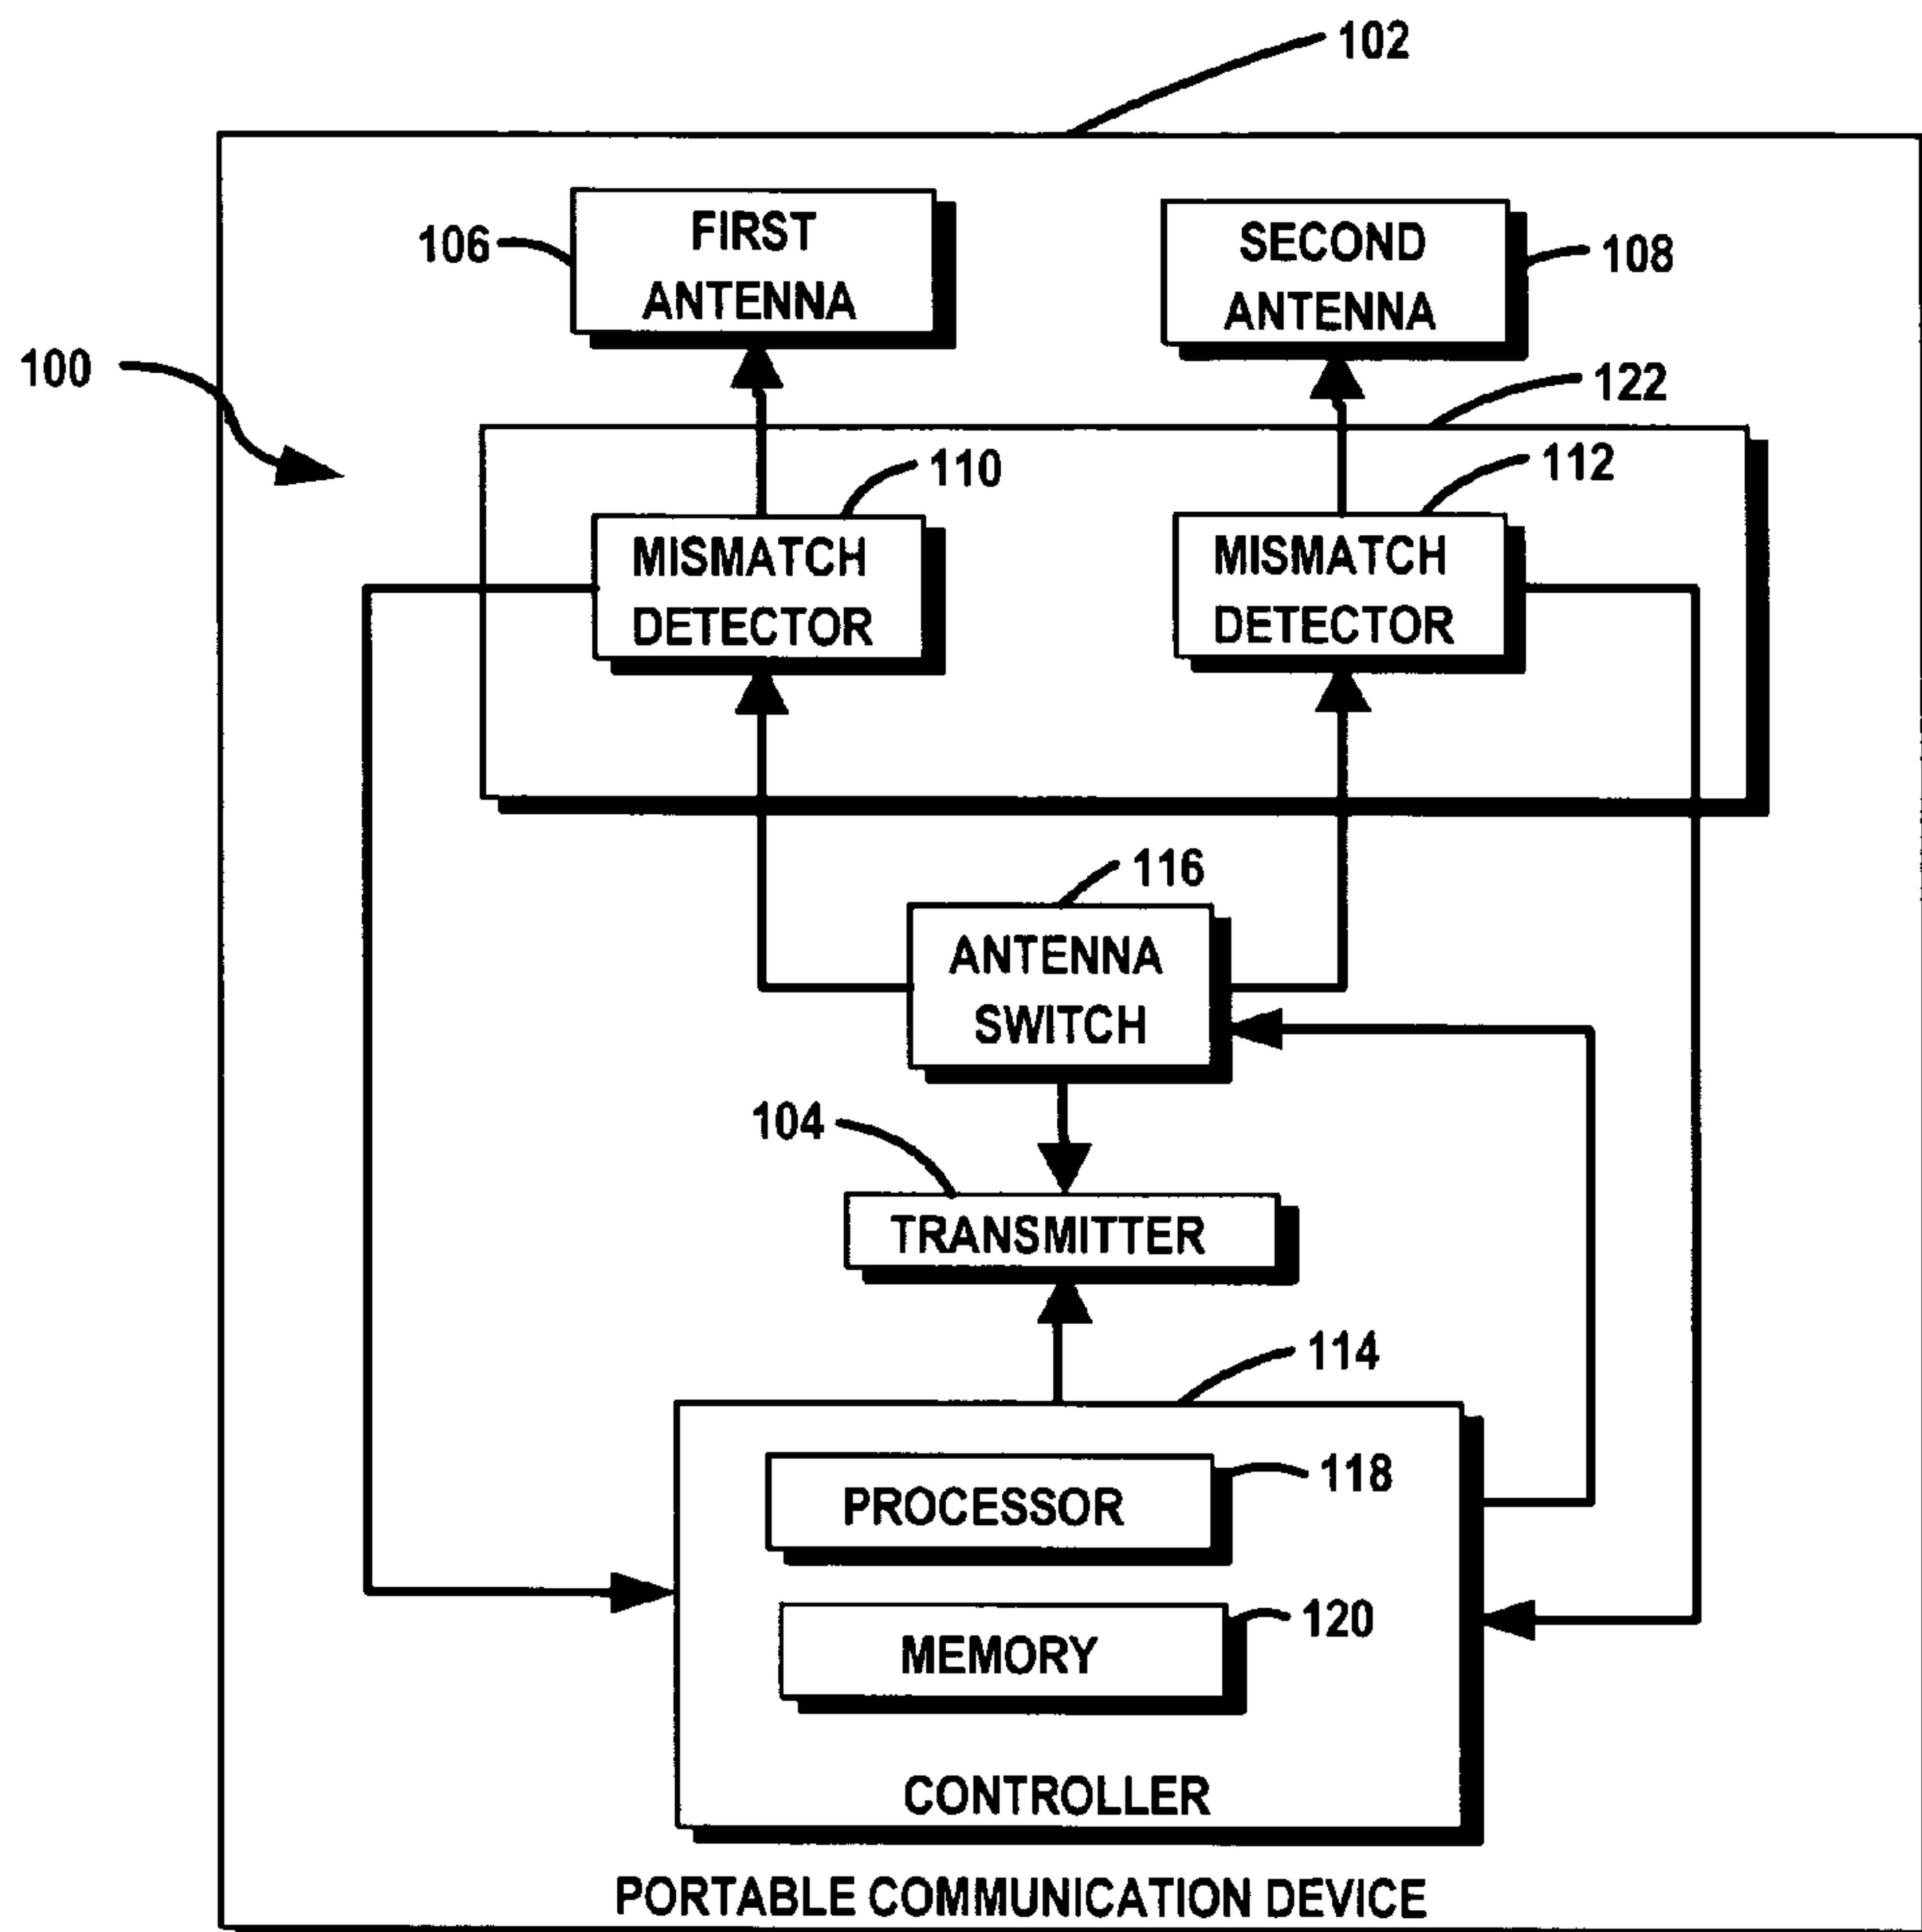 102
FIRST
ANTENNA
106
SECOND
ANTENNA
108
100
122
110
112
MISMATCH
DETECTOR
MISMATCH
DETECTOR
116
ANTENNA
SWITCH
104
TRANSMITTER
114
PROCESSOR
118
MEMORY
120
CONTROLLER
PORTABLE COMMUNICATION DEVICE